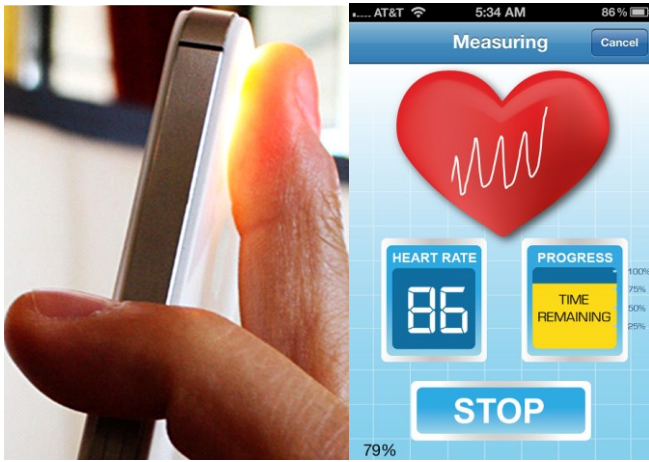 AT&T 5:34 AM 86%
Measuring Cancel
HEART RATE
86
PROGRESS
TIME
REMAINING
100%
75%
50%
25%
STOP
79%